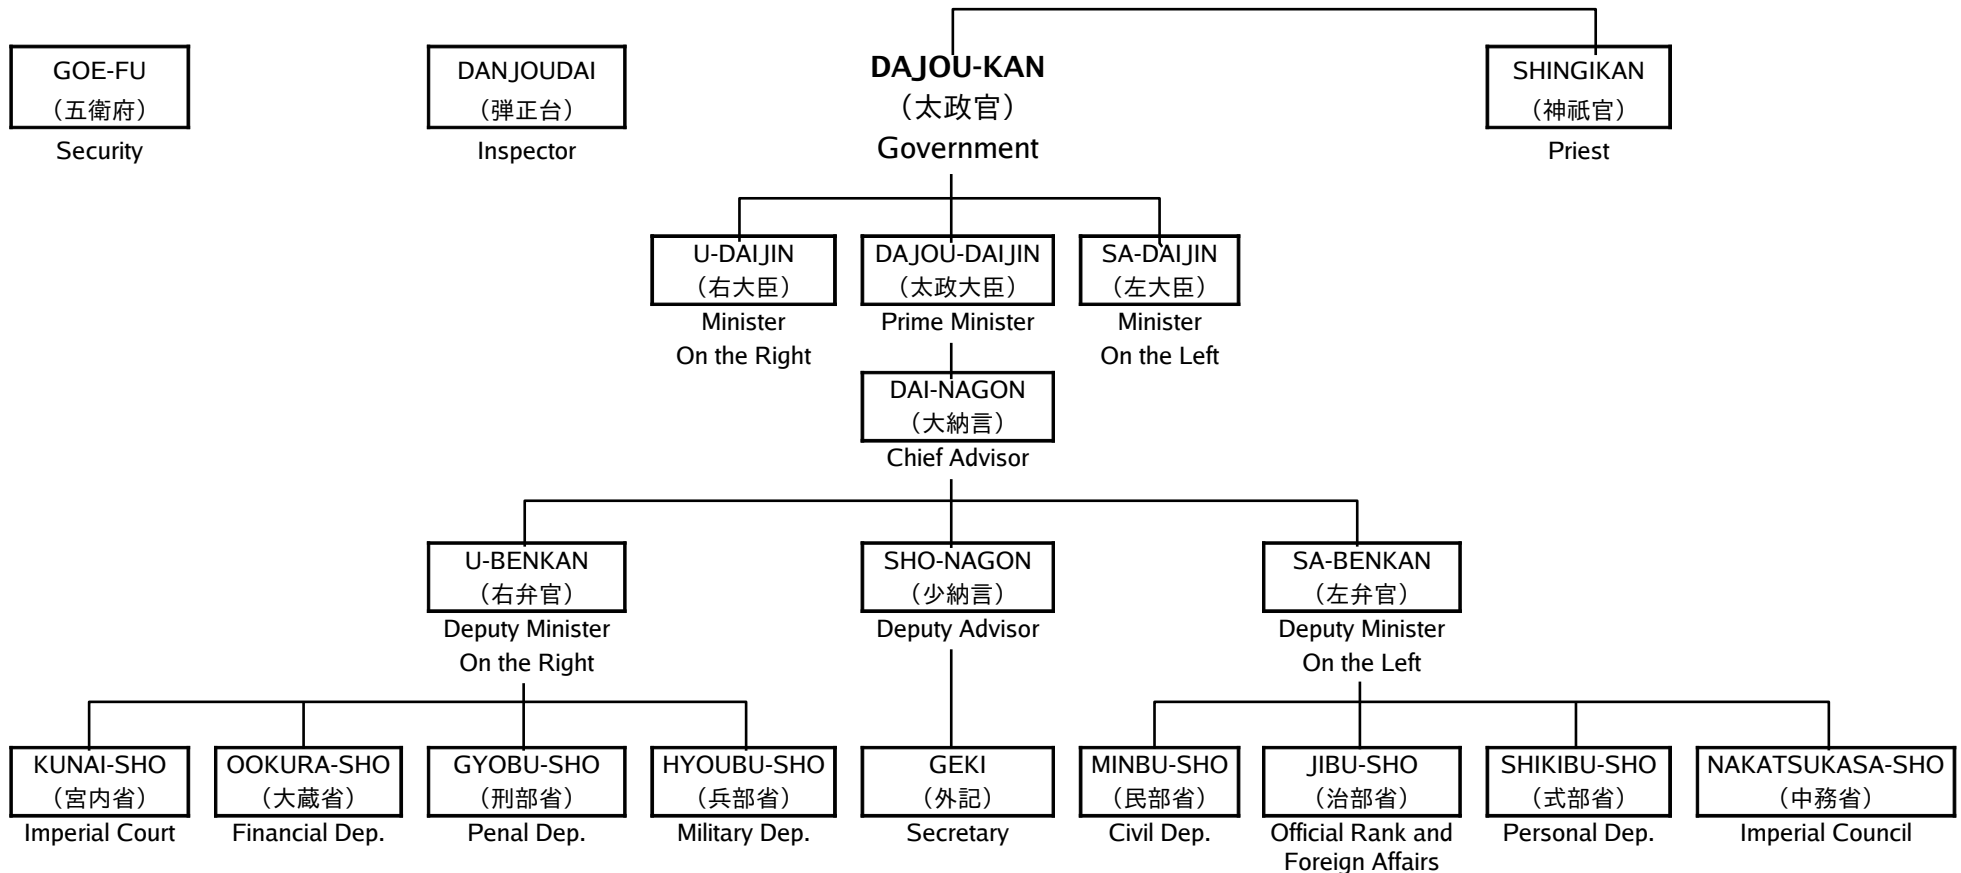 GOE-FU
（五衛府）
Security
DANJOUDAI
（弾正台）
Inspector
DAJOU-KAN
（太政官）
Government
SHINGIKAN
（神祇官）
Priest
U-DAIJIN
（右大臣）
Minister
On the Right
DAJOU-DAIJIN
（太政大臣）
Prime Minister
SA-DAIJIN
（左大臣）
Minister
On the Left
DAI-NAGON
（大納言）
Chief Advisor
U-BENKAN
（右弁官）
Deputy Minister
On the Right
SHO-NAGON
（少納言）
Deputy Advisor
SA-BENKAN
（左弁官）
Deputy Minister
On the Left
KUNAI-SHO
（宮内省）
Imperial Court
OOKURA-SHO
（大蔵省）
Financial Dep.
GYOBU-SHO
（刑部省）
Penal Dep.
HYOUBU-SHO
（兵部省）
Military Dep.
GEKI
（外記）
Secretary
MINBU-SHO
（民部省）
Civil Dep.
JIBU-SHO
（治部省）
Official Rank and
Foreign Affairs
SHIKIBU-SHO
（式部省）
Personal Dep.
NAKATSUKASA-SHO
（中務省）
Imperial Council